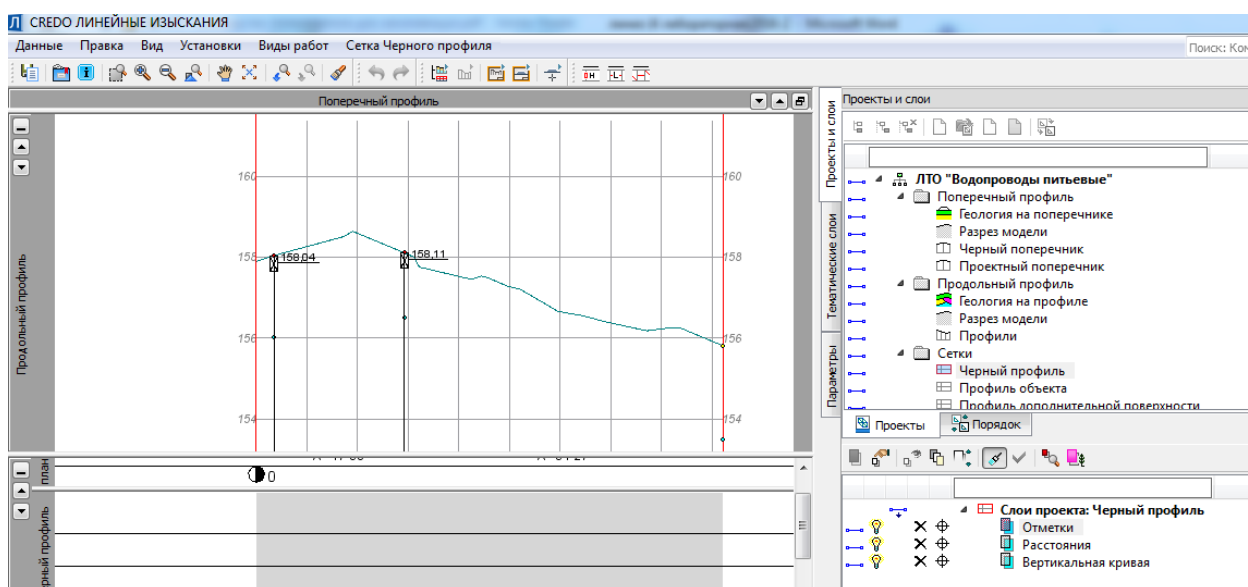 CREDO ЛИНЕЙНЫЕ ИЗЫСКАНИЯ
Данные Правка Вид Установки Виды работ Сетка Черного профиля
Поиск: Ком
Поперечный профиль
Проекты и слои
Проекты и слои
Тематические слои
Параметры
Продольный профиль
160 160
158 158,04 158,11 158
156 156
154 154
ЛТО "Водопроводы питьевые"
Поперечный профиль
Геология на поперечнике
Разрез модели
Черный поперечник
Проектный поперечник
Продольный профиль
Геология на профиле
Разрез модели
Профили
Сетки
Черный профиль
Профиль объекта
Профиль дополнительной поверхности
Проекты Порядок
план
0
рный профиль
Слои проекта: Черный профиль
Отметки
Расстояния
Вертикальная кривая